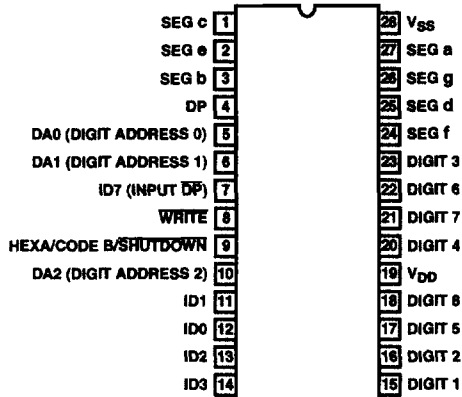 SEG c 1 28 VSS
SEG e 2 27 SEG a
SEG b 3 26 SEG g
DP 4 25 SEG d
DA0 (DIGIT ADDRESS 0) 5 24 SEG f
DA1 (DIGIT ADDRESS 1) 6 23 DIGIT 3
ID7 (INPUT DP) 7 22 DIGIT 6
WRITE 8 21 DIGIT 7
HEXA/CODE B/SHUTDOWN 9 20 DIGIT 4
DA2 (DIGIT ADDRESS 2) 10 19 VDD
ID1 11 18 DIGIT 8
ID0 12 17 DIGIT 5
ID2 13 16 DIGIT 2
ID3 14 15 DIGIT 1